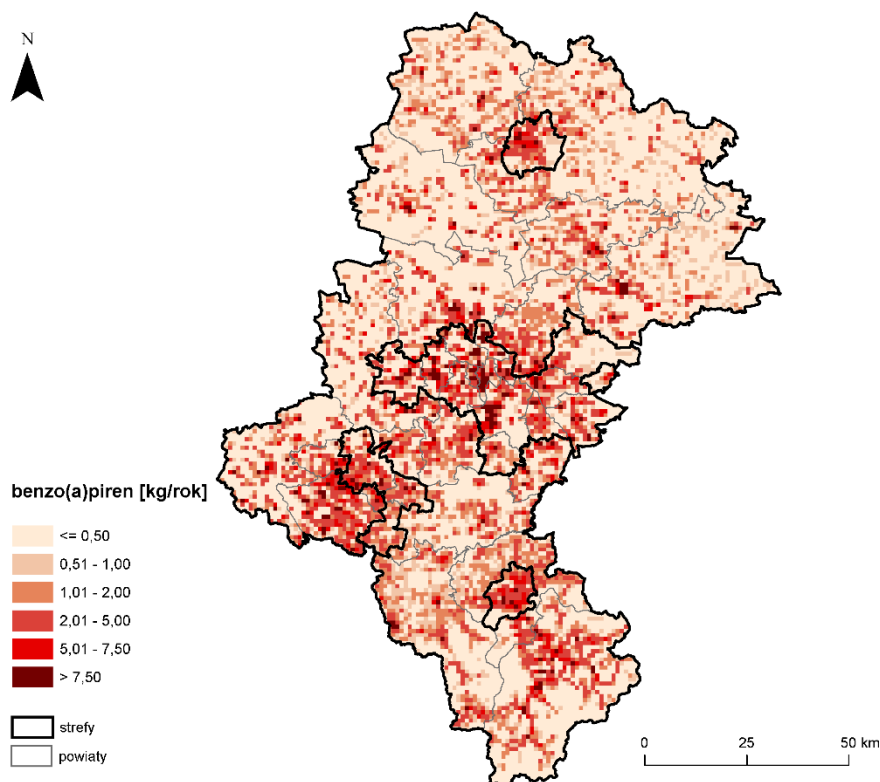 N
benzo(a)piren [kg/rok]
<= 0,50
0,51 - 1,00
1,01 - 2,00
2,01 - 5,00
5,01 - 7,50
> 7,50
strefy
powiaty
0 25 50 km